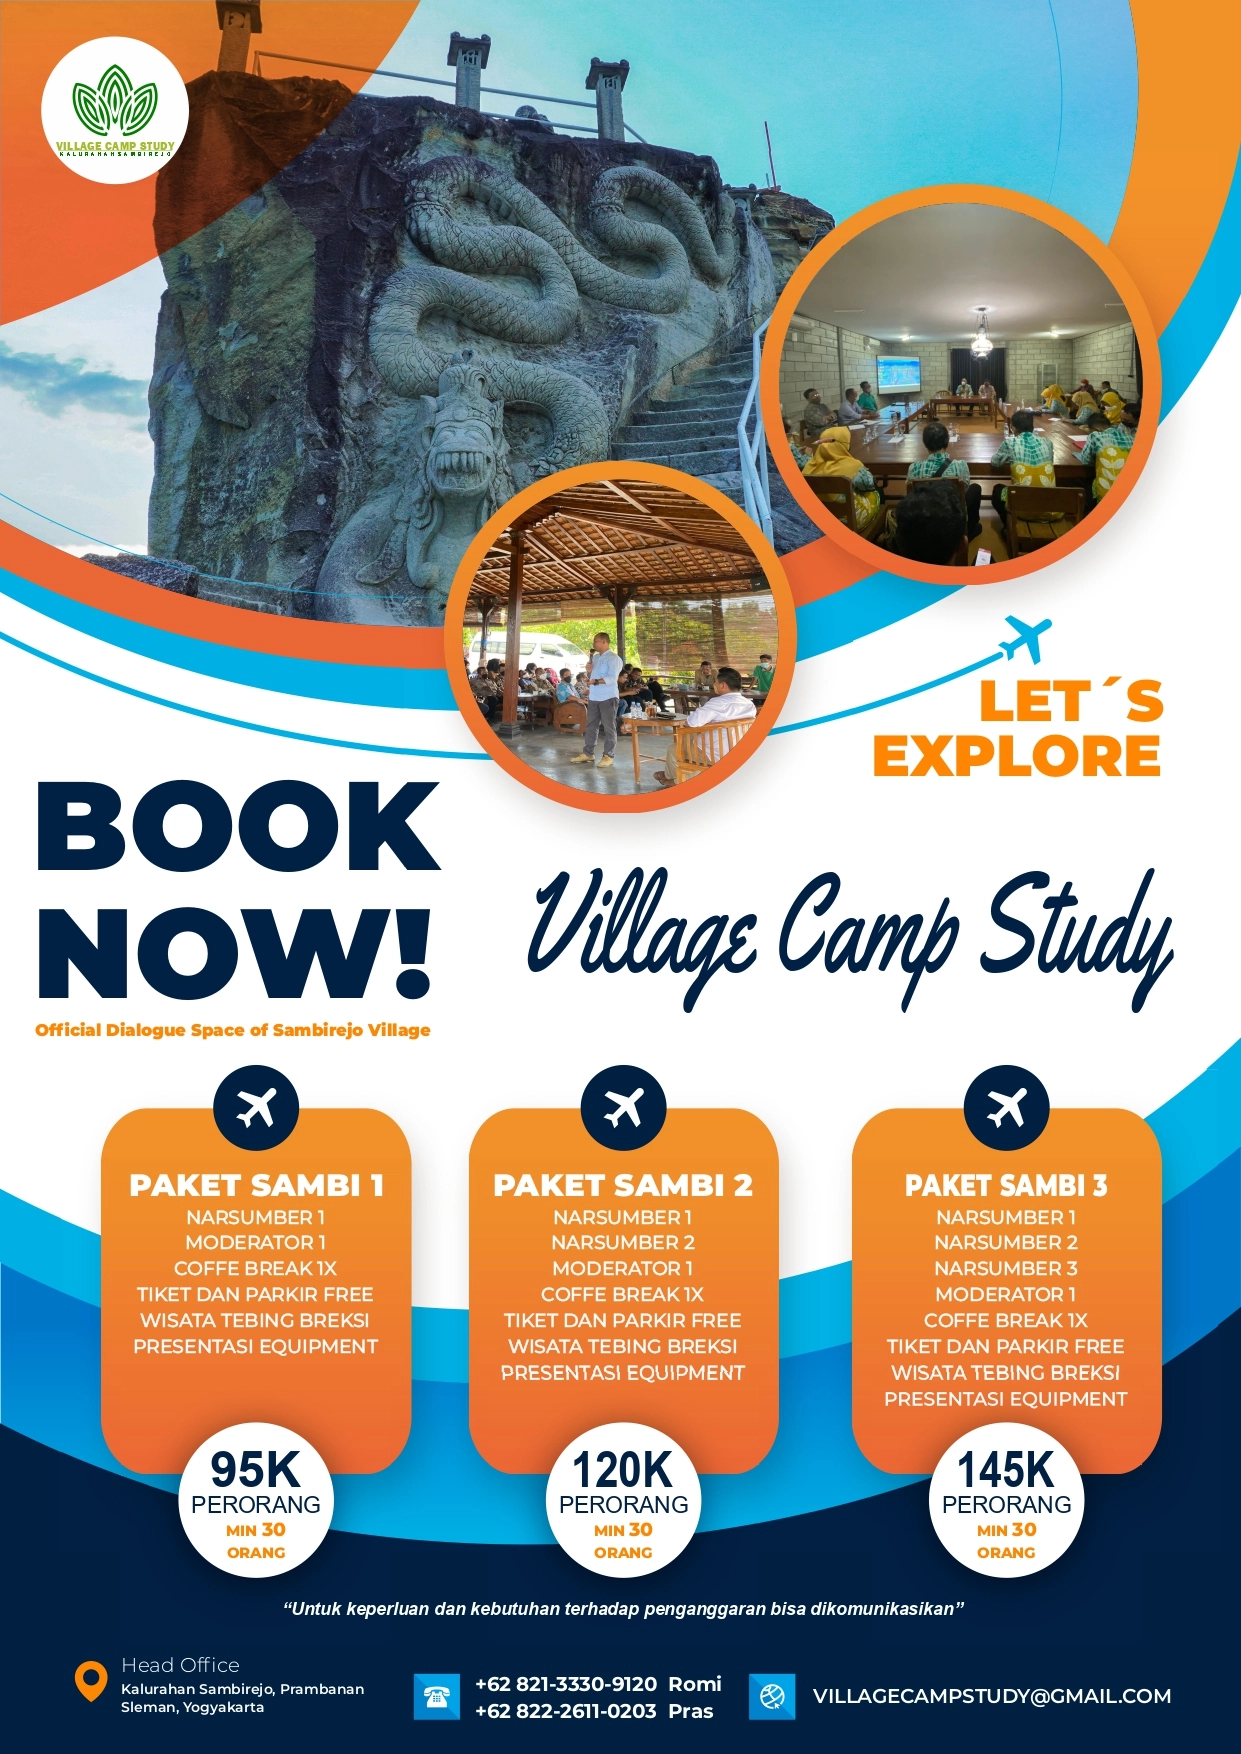 VILLAGE CAMP STUDY
KALURAHAN SAMBIREJO
LET´S
EXPLORE
BOOK
NOW!
Official Dialogue Space of Sambirejo Village
Village Camp Study
PAKET SAMBI 1
NARSUMBER 1
MODERATOR 1
COFFE BREAK 1X
TIKET DAN PARKIR FREE
WISATA TEBING BREKSI
PRESENTASI EQUIPMENT
95K
PERORANG
MIN 30
ORANG
PAKET SAMBI 2
NARSUMBER 1
NARSUMBER 2
MODERATOR 1
COFFE BREAK 1X
TIKET DAN PARKIR FREE
WISATA TEBING BREKSI
PRESENTASI EQUIPMENT
120K
PERORANG
MIN 30
ORANG
PAKET SAMBI 3
NARSUMBER 1
NARSUMBER 2
NARSUMBER 3
MODERATOR 1
COFFE BREAK 1X
TIKET DAN PARKIR FREE
WISATA TEBING BREKSI
PRESENTASI EQUIPMENT
145K
PERORANG
MIN 30
ORANG
“Untuk keperluan dan kebutuhan terhadap penganggaran bisa dikomunikasikan”
Head Office
Kalurahan Sambirejo, Prambanan
Sleman, Yogyakarta
+62 821-3330-9120 Romi
+62 822-2611-0203 Pras
VILLAGECAMPSTUDY@GMAIL.COM